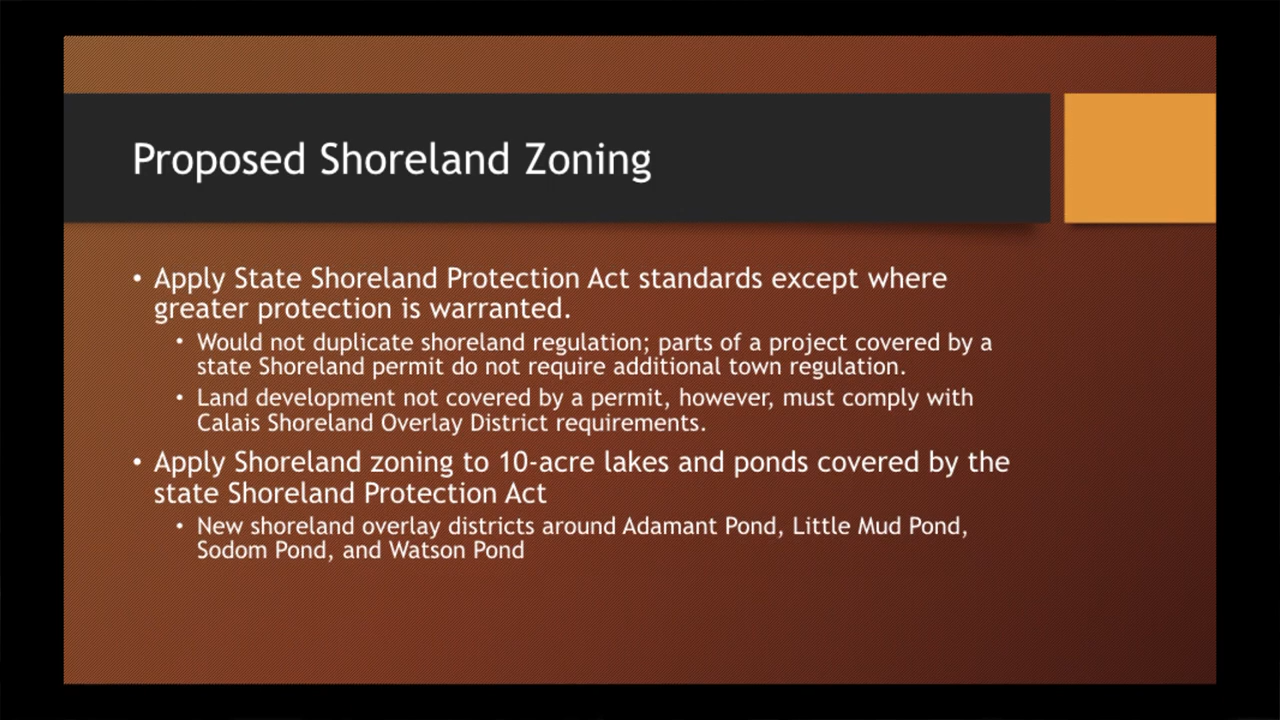 Proposed Shoreland Zoning
• Apply State Shoreland Protection Act standards except where
greater protection is warranted.
• Would not duplicate shoreland regulation; parts of a project covered by a
state Shoreland permit do not require additional town regulation.
• Land development not covered by a permit, however, must comply with
Calais Shoreland Overlay District requirements.
• Apply Shoreland zoning to 10-acre lakes and ponds covered by the
state Shoreland Protection Act
• New shoreland overlay districts around Adamant Pond, Little Mud Pond,
Sodom Pond, and Watson Pond